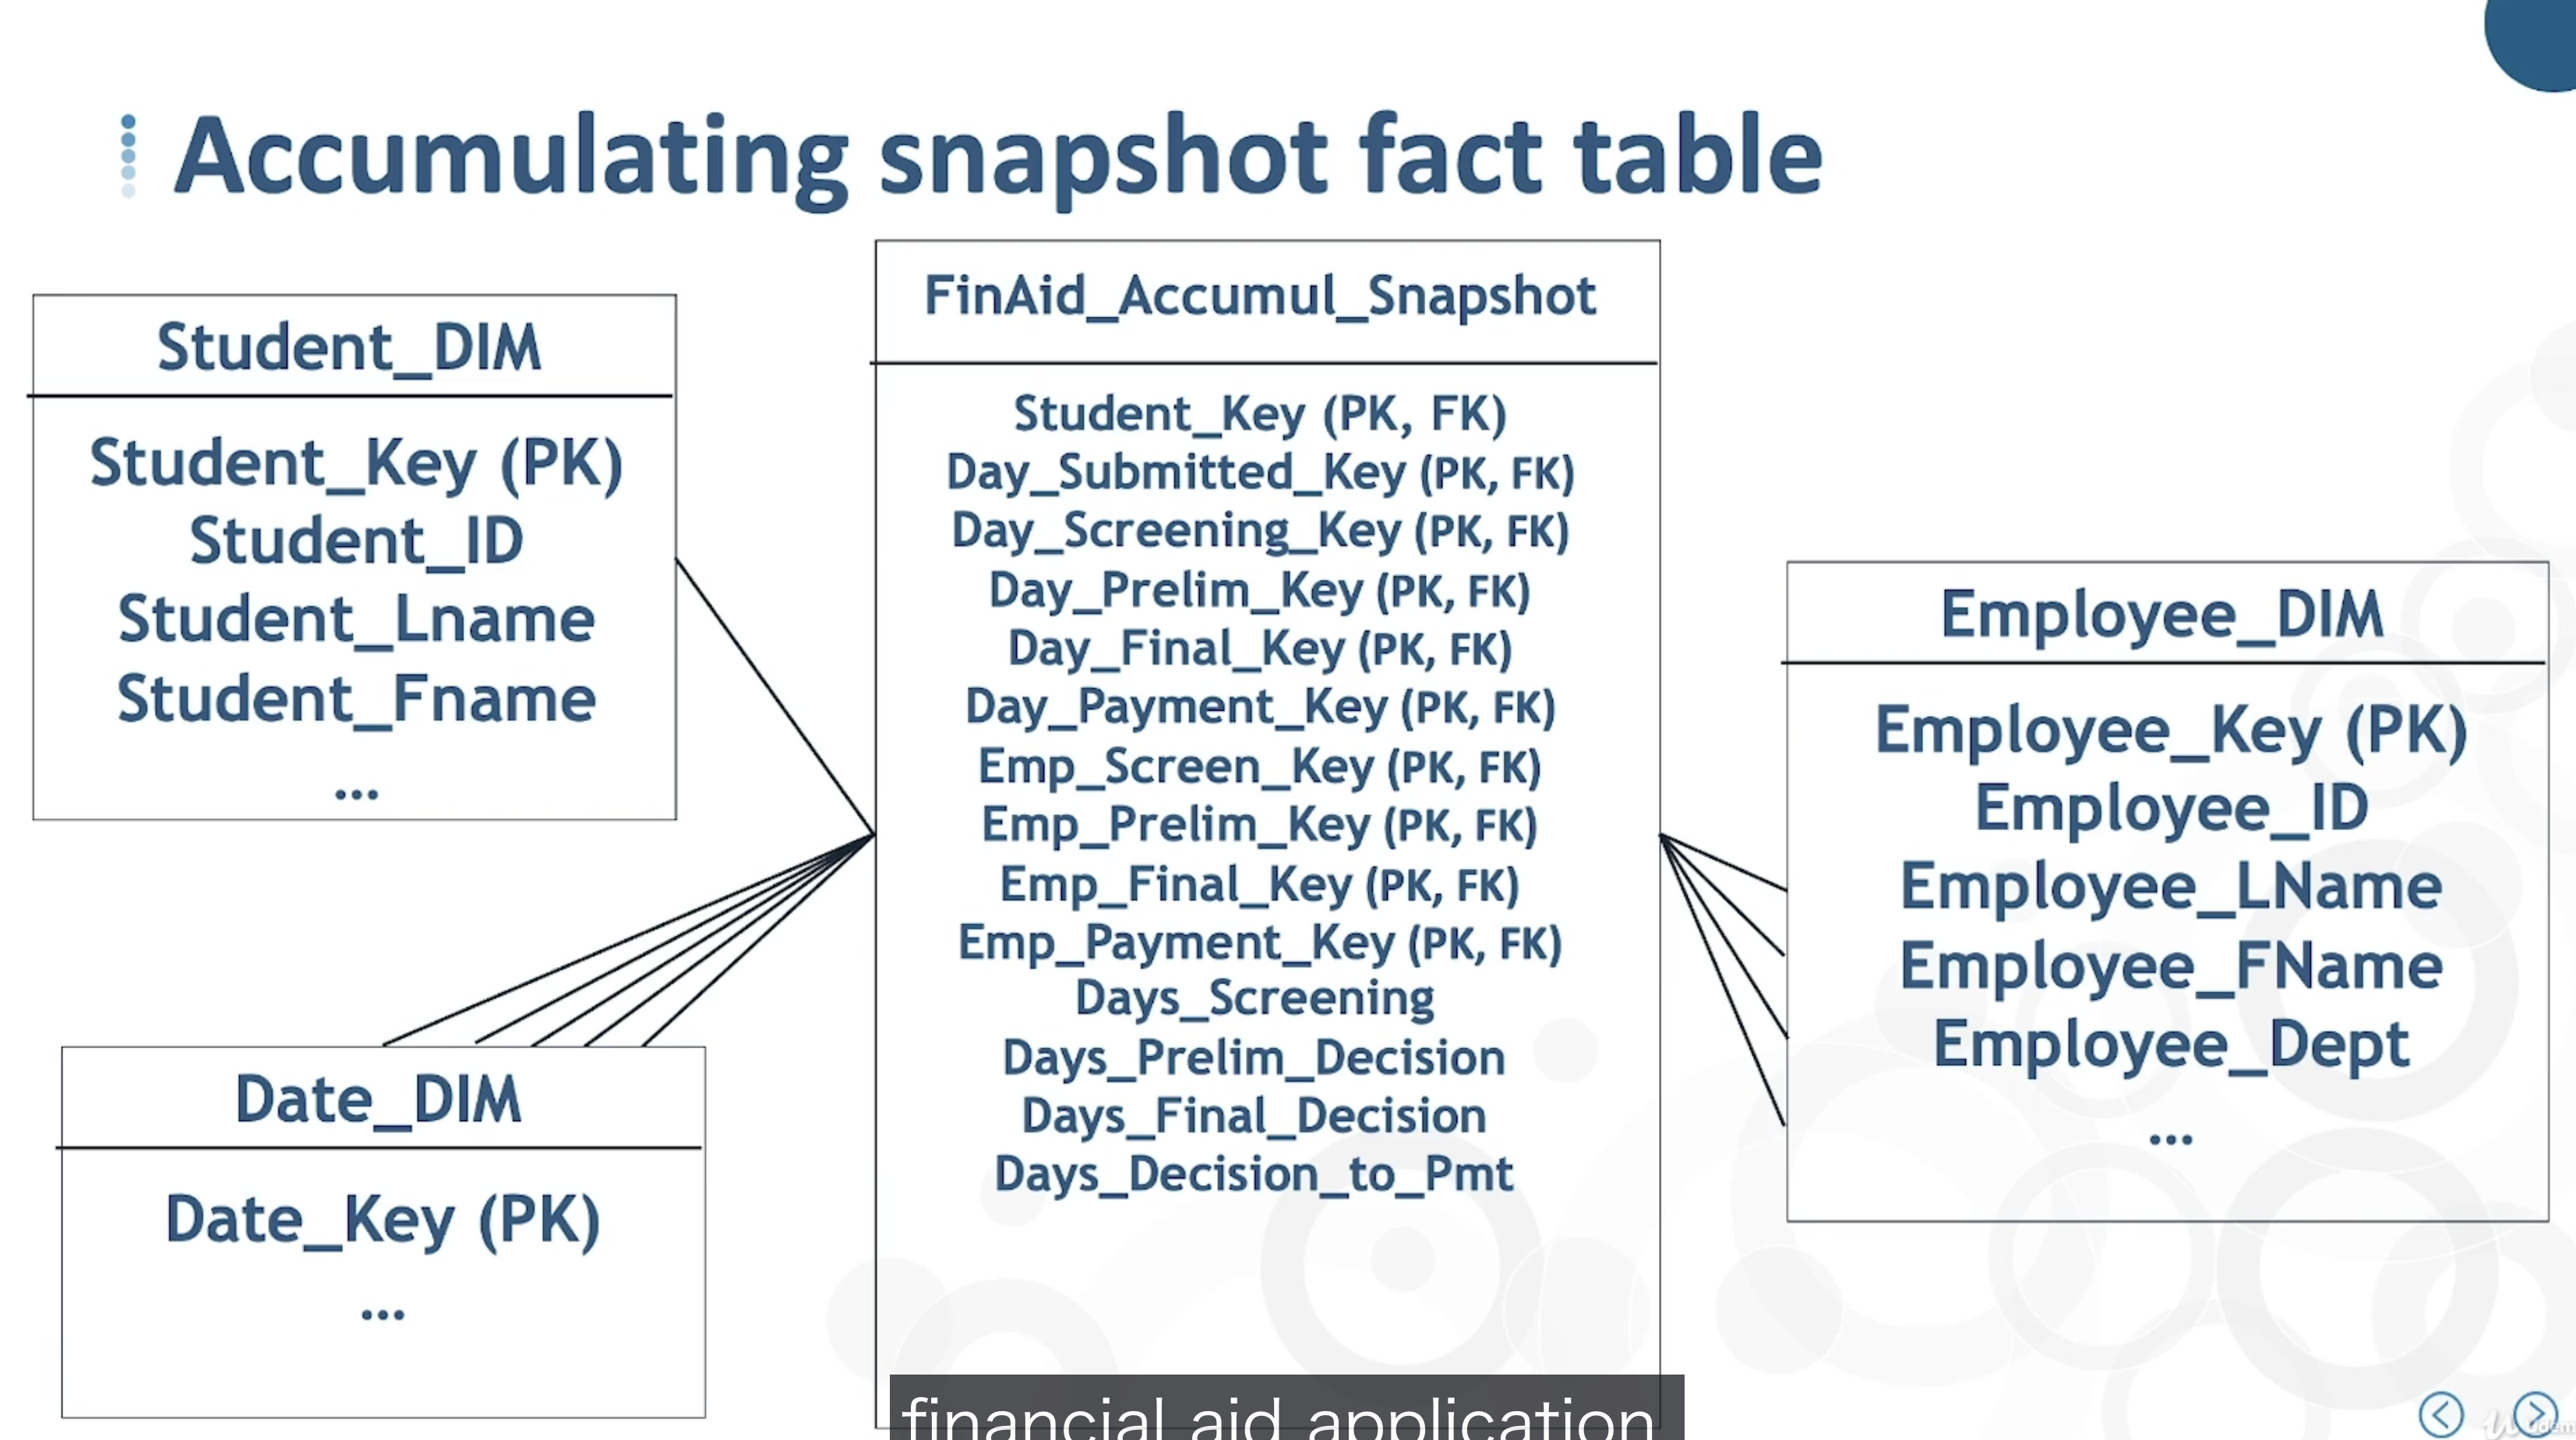 Accumulating snapshot fact table
Student_DIM
Student_Key (PK)
Student_ID
Student_Lname
Student_Fname
...
Date_DIM
Date_Key (PK)
...
FinAid_Accumul_Snapshot
Student_Key (PK, FK)
Day_Submitted_Key (PK, FK)
Day_Screening_Key (PK, FK)
Day_Prelim_Key (PK, FK)
Day_Final_Key (PK, FK)
Day_Payment_Key (PK, FK)
Emp_Screen_Key (PK, FK)
Emp_Prelim_Key (PK, FK)
Emp_Final_Key (PK, FK)
Emp_Payment_Key (PK, FK)
Days_Screening
Days_Prelim_Decision
Days_Final_Decision
Days_Decision_to_Pmt
Employee_DIM
Employee_Key (PK)
Employee_ID
Employee_LName
Employee_FName
Employee_Dept
...
financial aid application